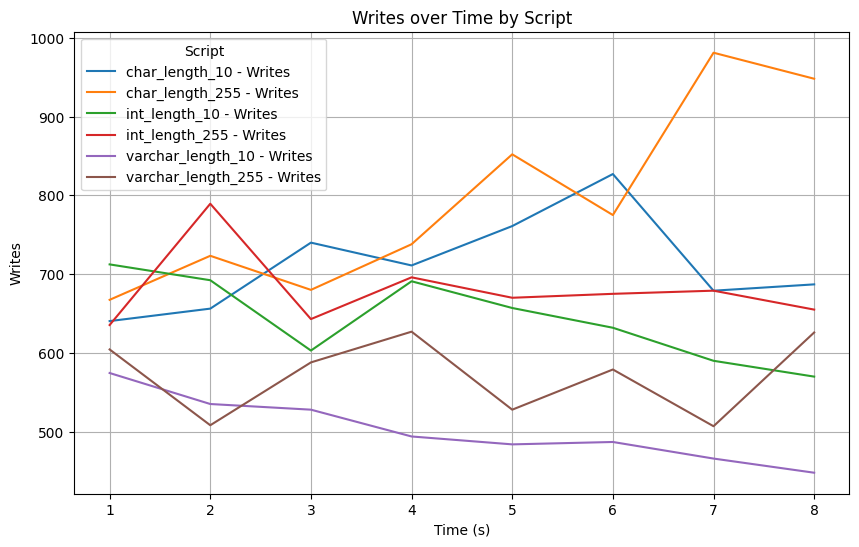 Writes over Time by Script
Script
char_length_10 - Writes
char_length_255 - Writes
int_length_10 - Writes
int_length_255 - Writes
varchar_length_10 - Writes
varchar_length_255 - Writes
Writes
1000
900
800
700
600
500
1 2 3 4 5 6 7 8
Time (s)